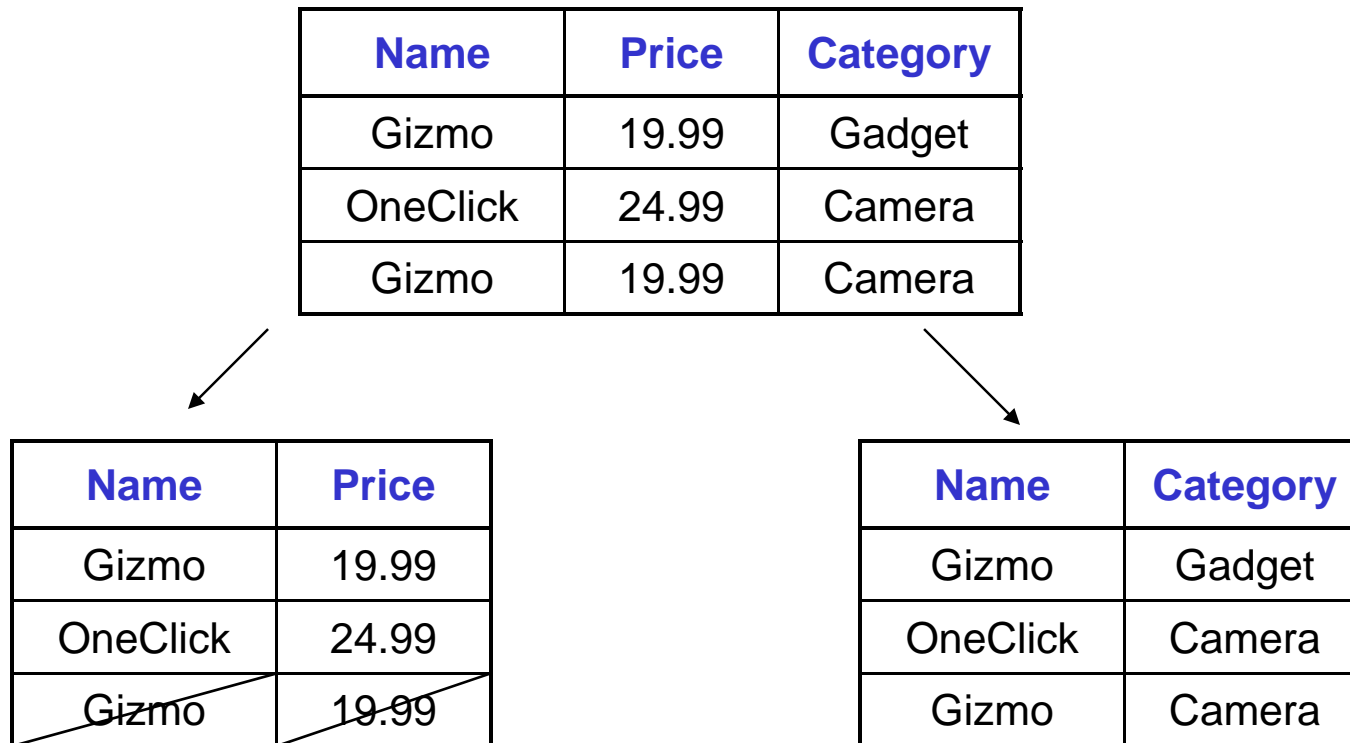 Name Price Category
Gizmo 19.99 Gadget
OneClick 24.99 Camera
Gizmo 19.99 Camera
Name Price
Gizmo 19.99
OneClick 24.99
Gizmo 19.99
Name Category
Gizmo Gadget
OneClick Camera
Gizmo Camera